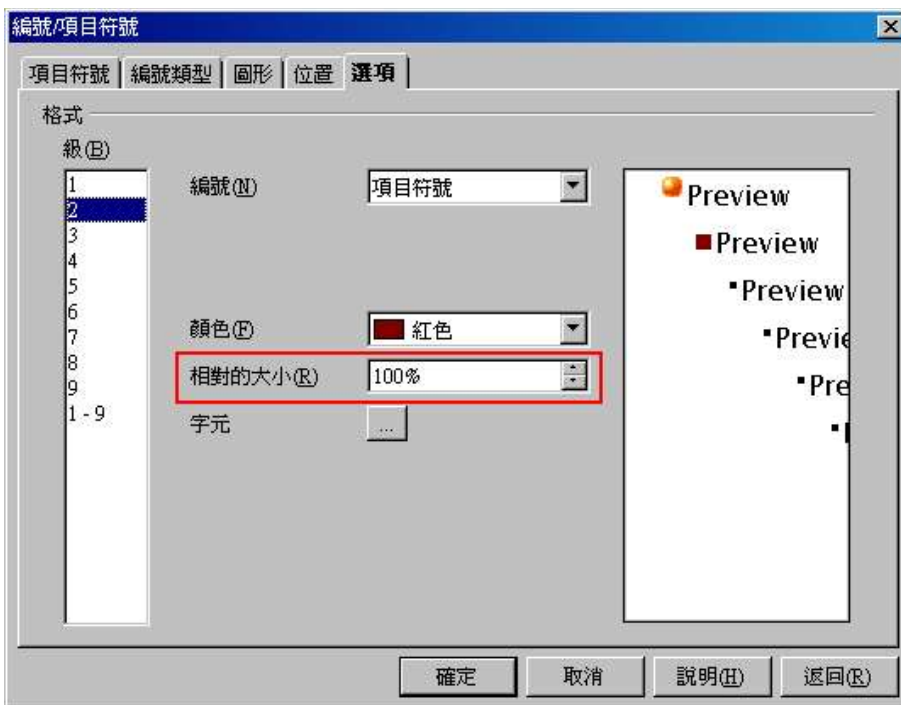 編號/項目符號
項目符號 編號類型 圖形 位置 選項
格式
級(B)
1
2
3
4
5
6
7
8
9
1 - 9
編號(N) 項目符號
顏色(F) 紅色
相對的大小(R) 100%
字元 ...
Preview
Preview
Preview
Previe
Pre
確定 取消 說明(H) 返回(R)